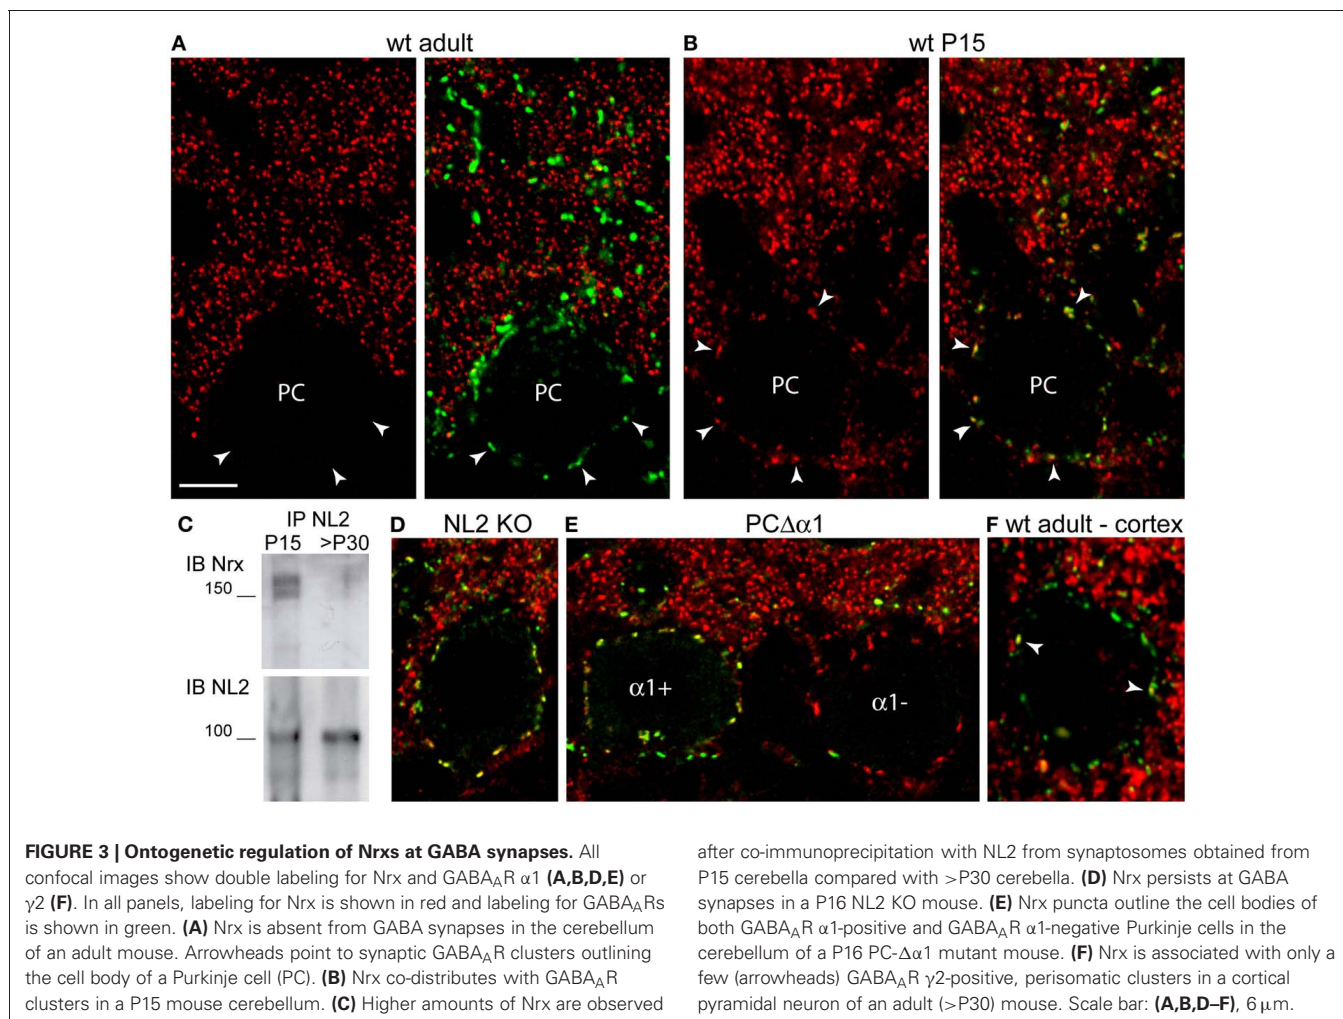 A wt adult B wt P15
PC PC PC PC
C IP NL2
P15 >P30
IB Nrx
150
IB NL2
100
D NL2 KO E PCΔα1 F wt adult - cortex
α1+ α1-
FIGURE 3 | Ontogenetic regulation of Nrxs at GABA synapses. All
confocal images show double labeling for Nrx and GABAAR α1 (A,B,D,E) or
γ2 (F). In all panels, labeling for Nrx is shown in red and labeling for GABAARs
is shown in green. (A) Nrx is absent from GABA synapses in the cerebellum
of an adult mouse. Arrowheads point to synaptic GABAAR clusters outlining
the cell body of a Purkinje cell (PC). (B) Nrx co-distributes with GABAAR
clusters in a P15 mouse cerebellum. (C) Higher amounts of Nrx are observed
after co-immunoprecipitation with NL2 from synaptosomes obtained from
P15 cerebella compared with >P30 cerebella. (D) Nrx persists at GABA
synapses in a P16 NL2 KO mouse. (E) Nrx puncta outline the cell bodies of
both GABAAR α1-positive and GABAAR α1-negative Purkinje cells in the
cerebellum of a P16 PC-Δα1 mutant mouse. (F) Nrx is associated with only a
few (arrowheads) GABAAR γ2-positive, perisomatic clusters in a cortical
pyramidal neuron of an adult (>P30) mouse. Scale bar: (A,B,D–F), 6 μm.